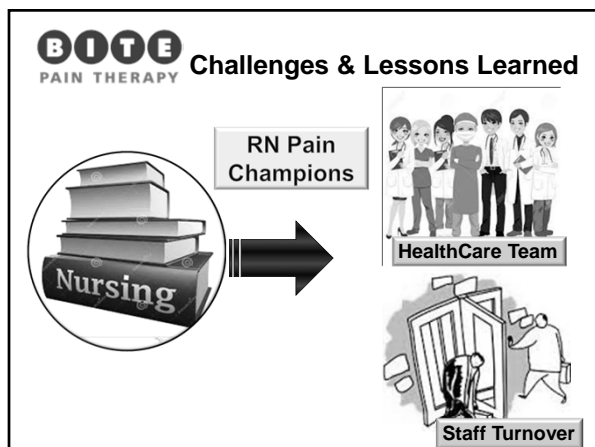 BITE
PAIN THERAPY
Challenges & Lessons Learned
RN Pain
Champions
Nursing
HealthCare Team
Staff Turnover